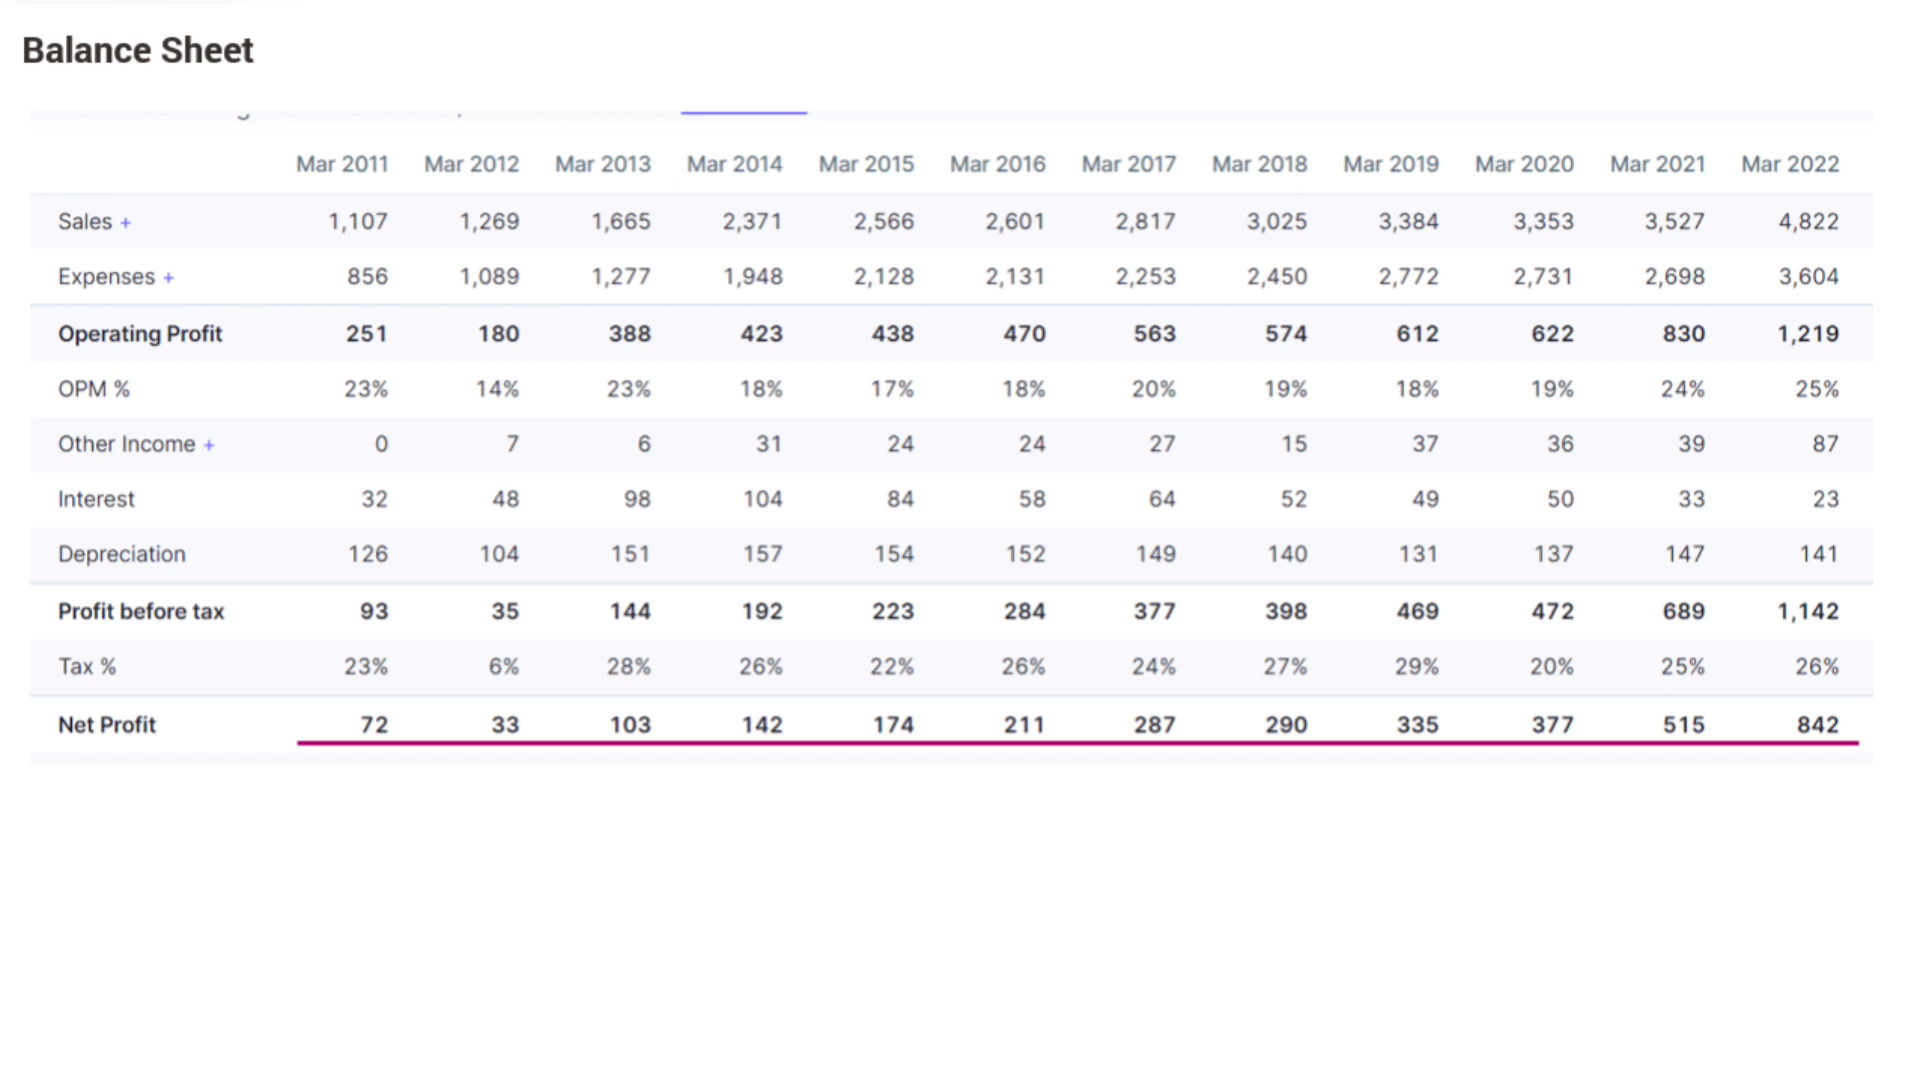 Balance Sheet
Mar 2011 Mar 2012 Mar 2013 Mar 2014 Mar 2015 Mar 2016 Mar 2017 Mar 2018 Mar 2019 Mar 2020 Mar 2021 Mar 2022
Sales + 1,107 1,269 1,665 2,371 2,566 2,601 2,817 3,025 3,384 3,353 3,527 4,822
Expenses + 856 1,089 1,277 1,948 2,128 2,131 2,253 2,450 2,772 2,731 2,698 3,604
Operating Profit 251 180 388 423 438 470 563 574 612 622 830 1,219
OPM % 23% 14% 23% 18% 17% 18% 20% 19% 18% 19% 24% 25%
Other Income + 0 7 6 31 24 24 27 15 37 36 39 87
Interest 32 48 98 104 84 58 64 52 49 50 33 23
Depreciation 126 104 151 157 154 152 149 140 131 137 147 141
Profit before tax 93 35 144 192 223 284 377 398 469 472 689 1,142
Tax % 23% 6% 28% 26% 22% 26% 24% 27% 29% 20% 25% 26%
Net Profit 72 33 103 142 174 211 287 290 335 377 515 842